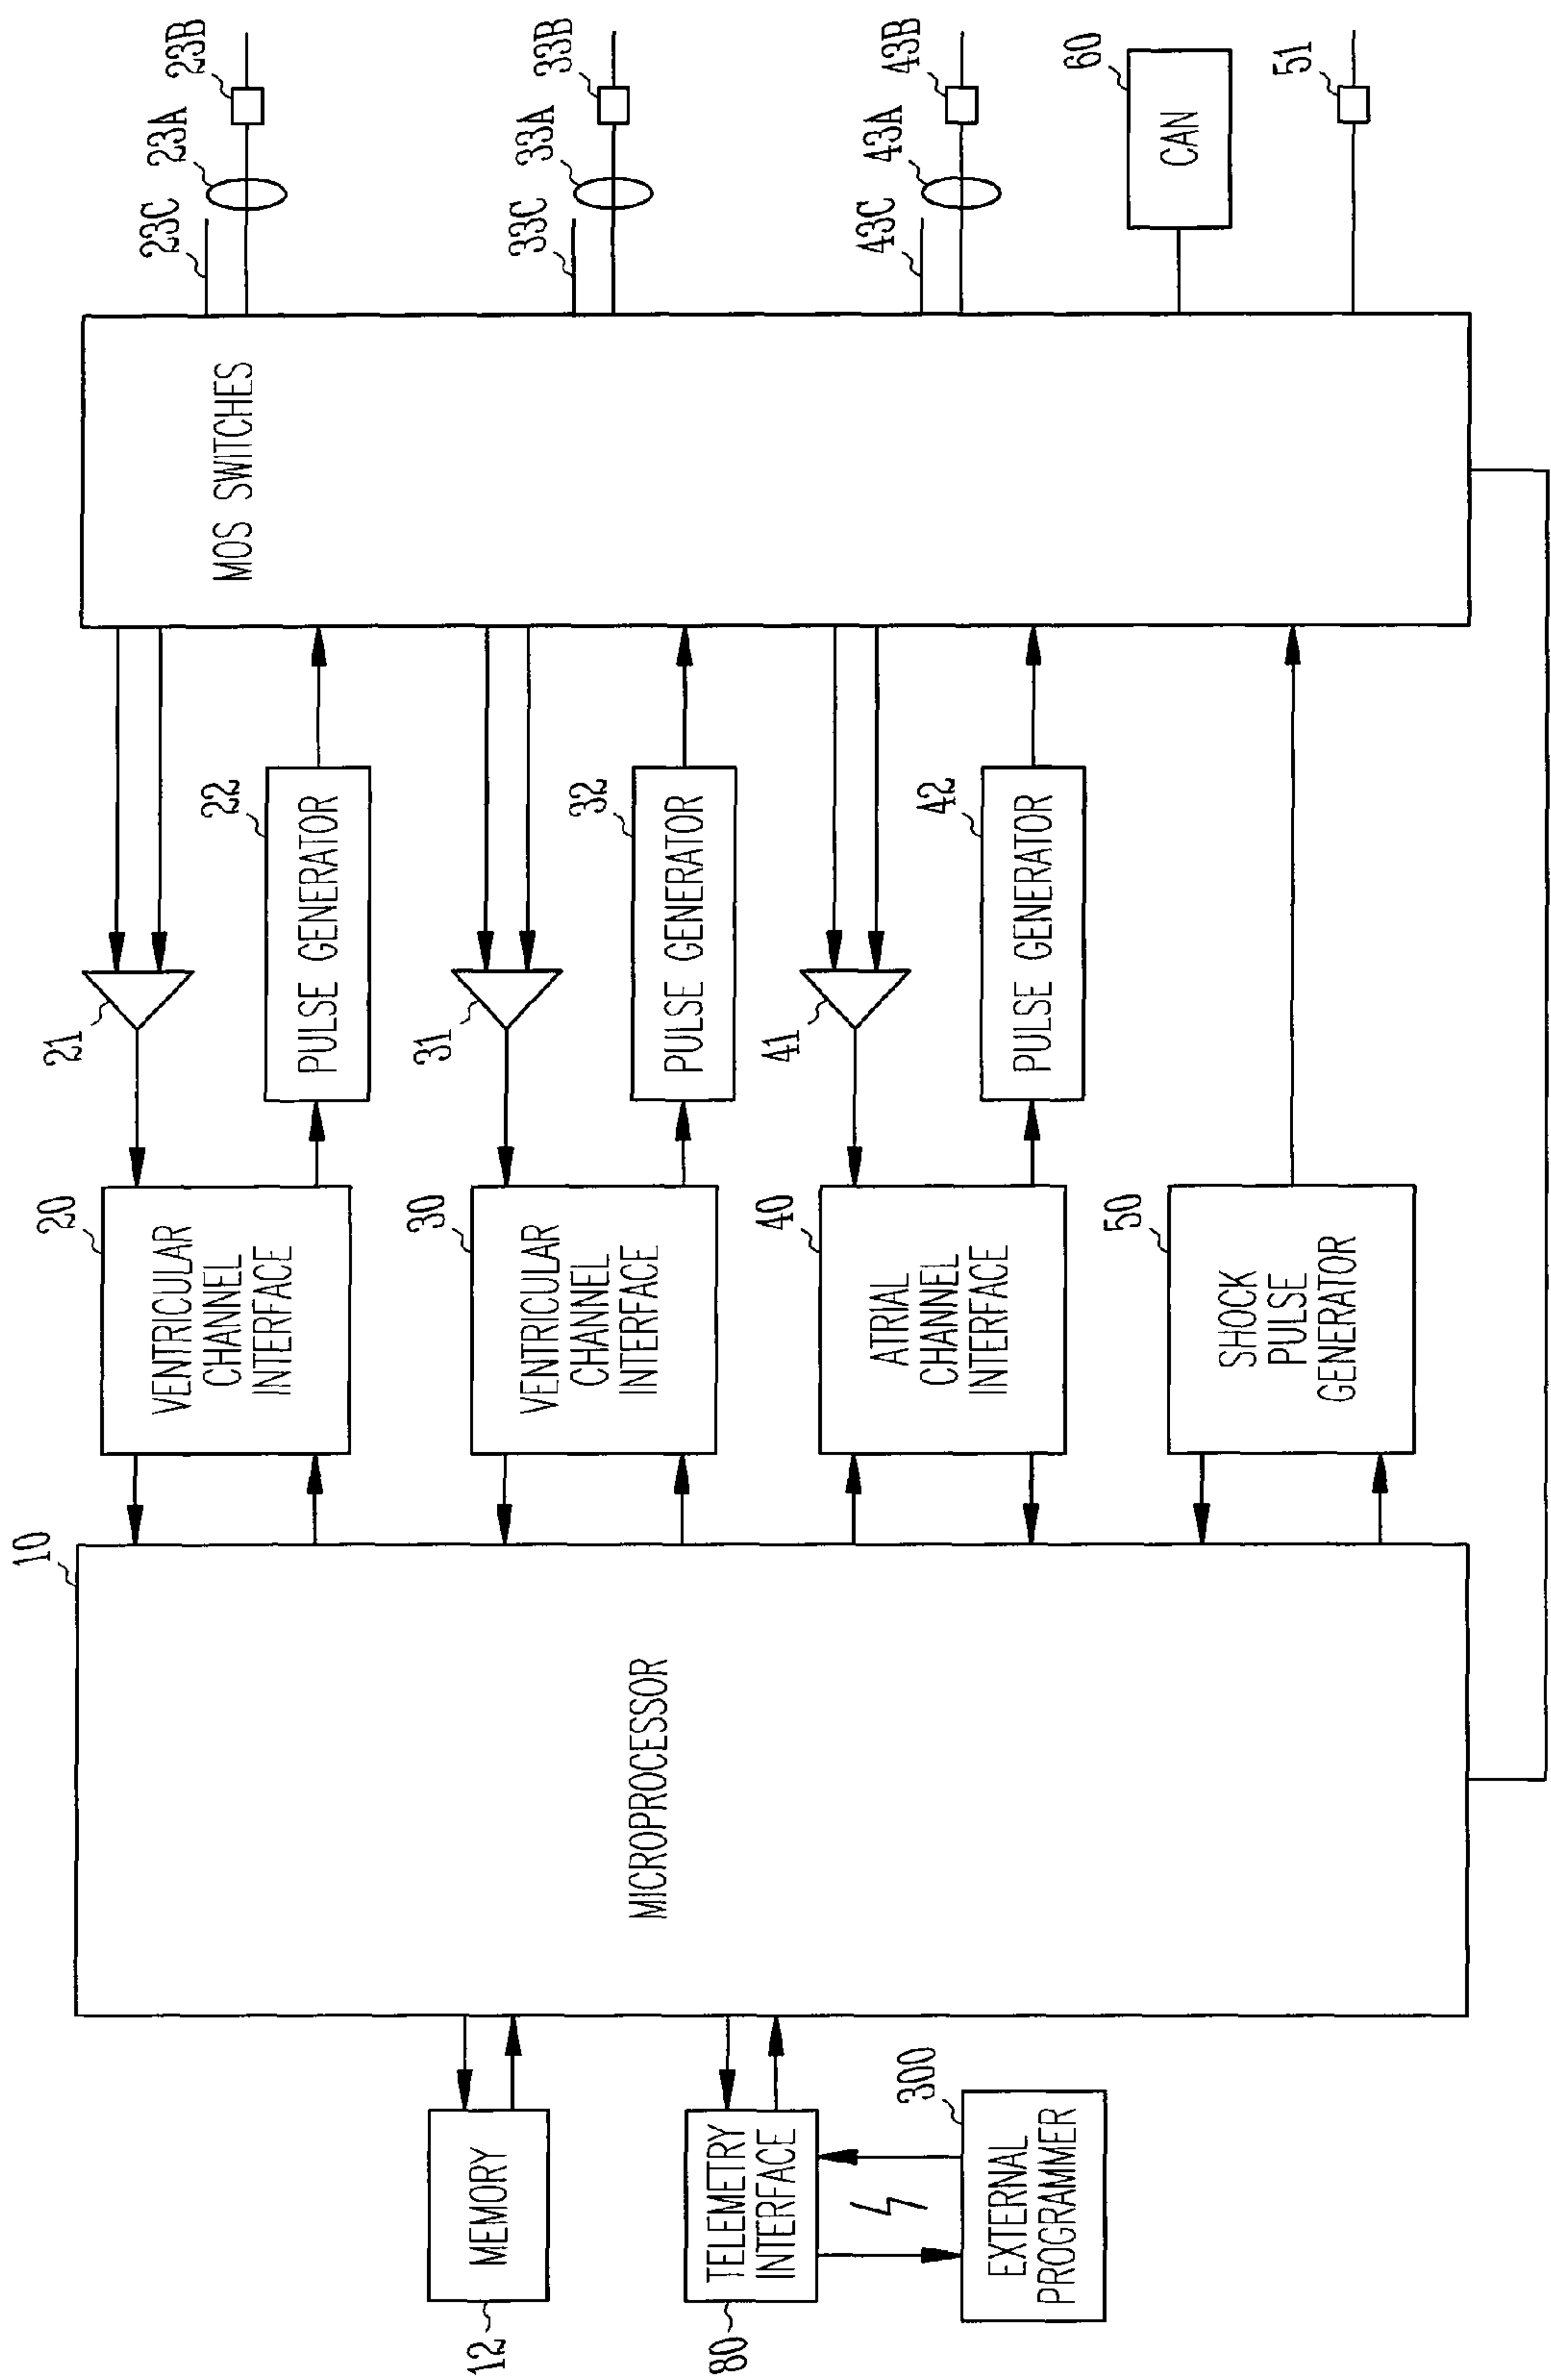 10
MICROPROCESSOR
12
MEMORY
80
TELEMETRY
INTERFACE
300
EXTERNAL
PROGRAMMER
20
VENTRICULAR
CHANNEL
INTERFACE
21
22
PULSE GENERATOR
30
VENTRICULAR
CHANNEL
INTERFACE
31
32
PULSE GENERATOR
40
ATRIAL
CHANNEL
INTERFACE
41
42
PULSE GENERATOR
50
SHOCK
PULSE
GENERATOR
MOS SWITCHES
23C
23A
23B
33C
33A
33B
43C
43A
43B
60
CAN
51